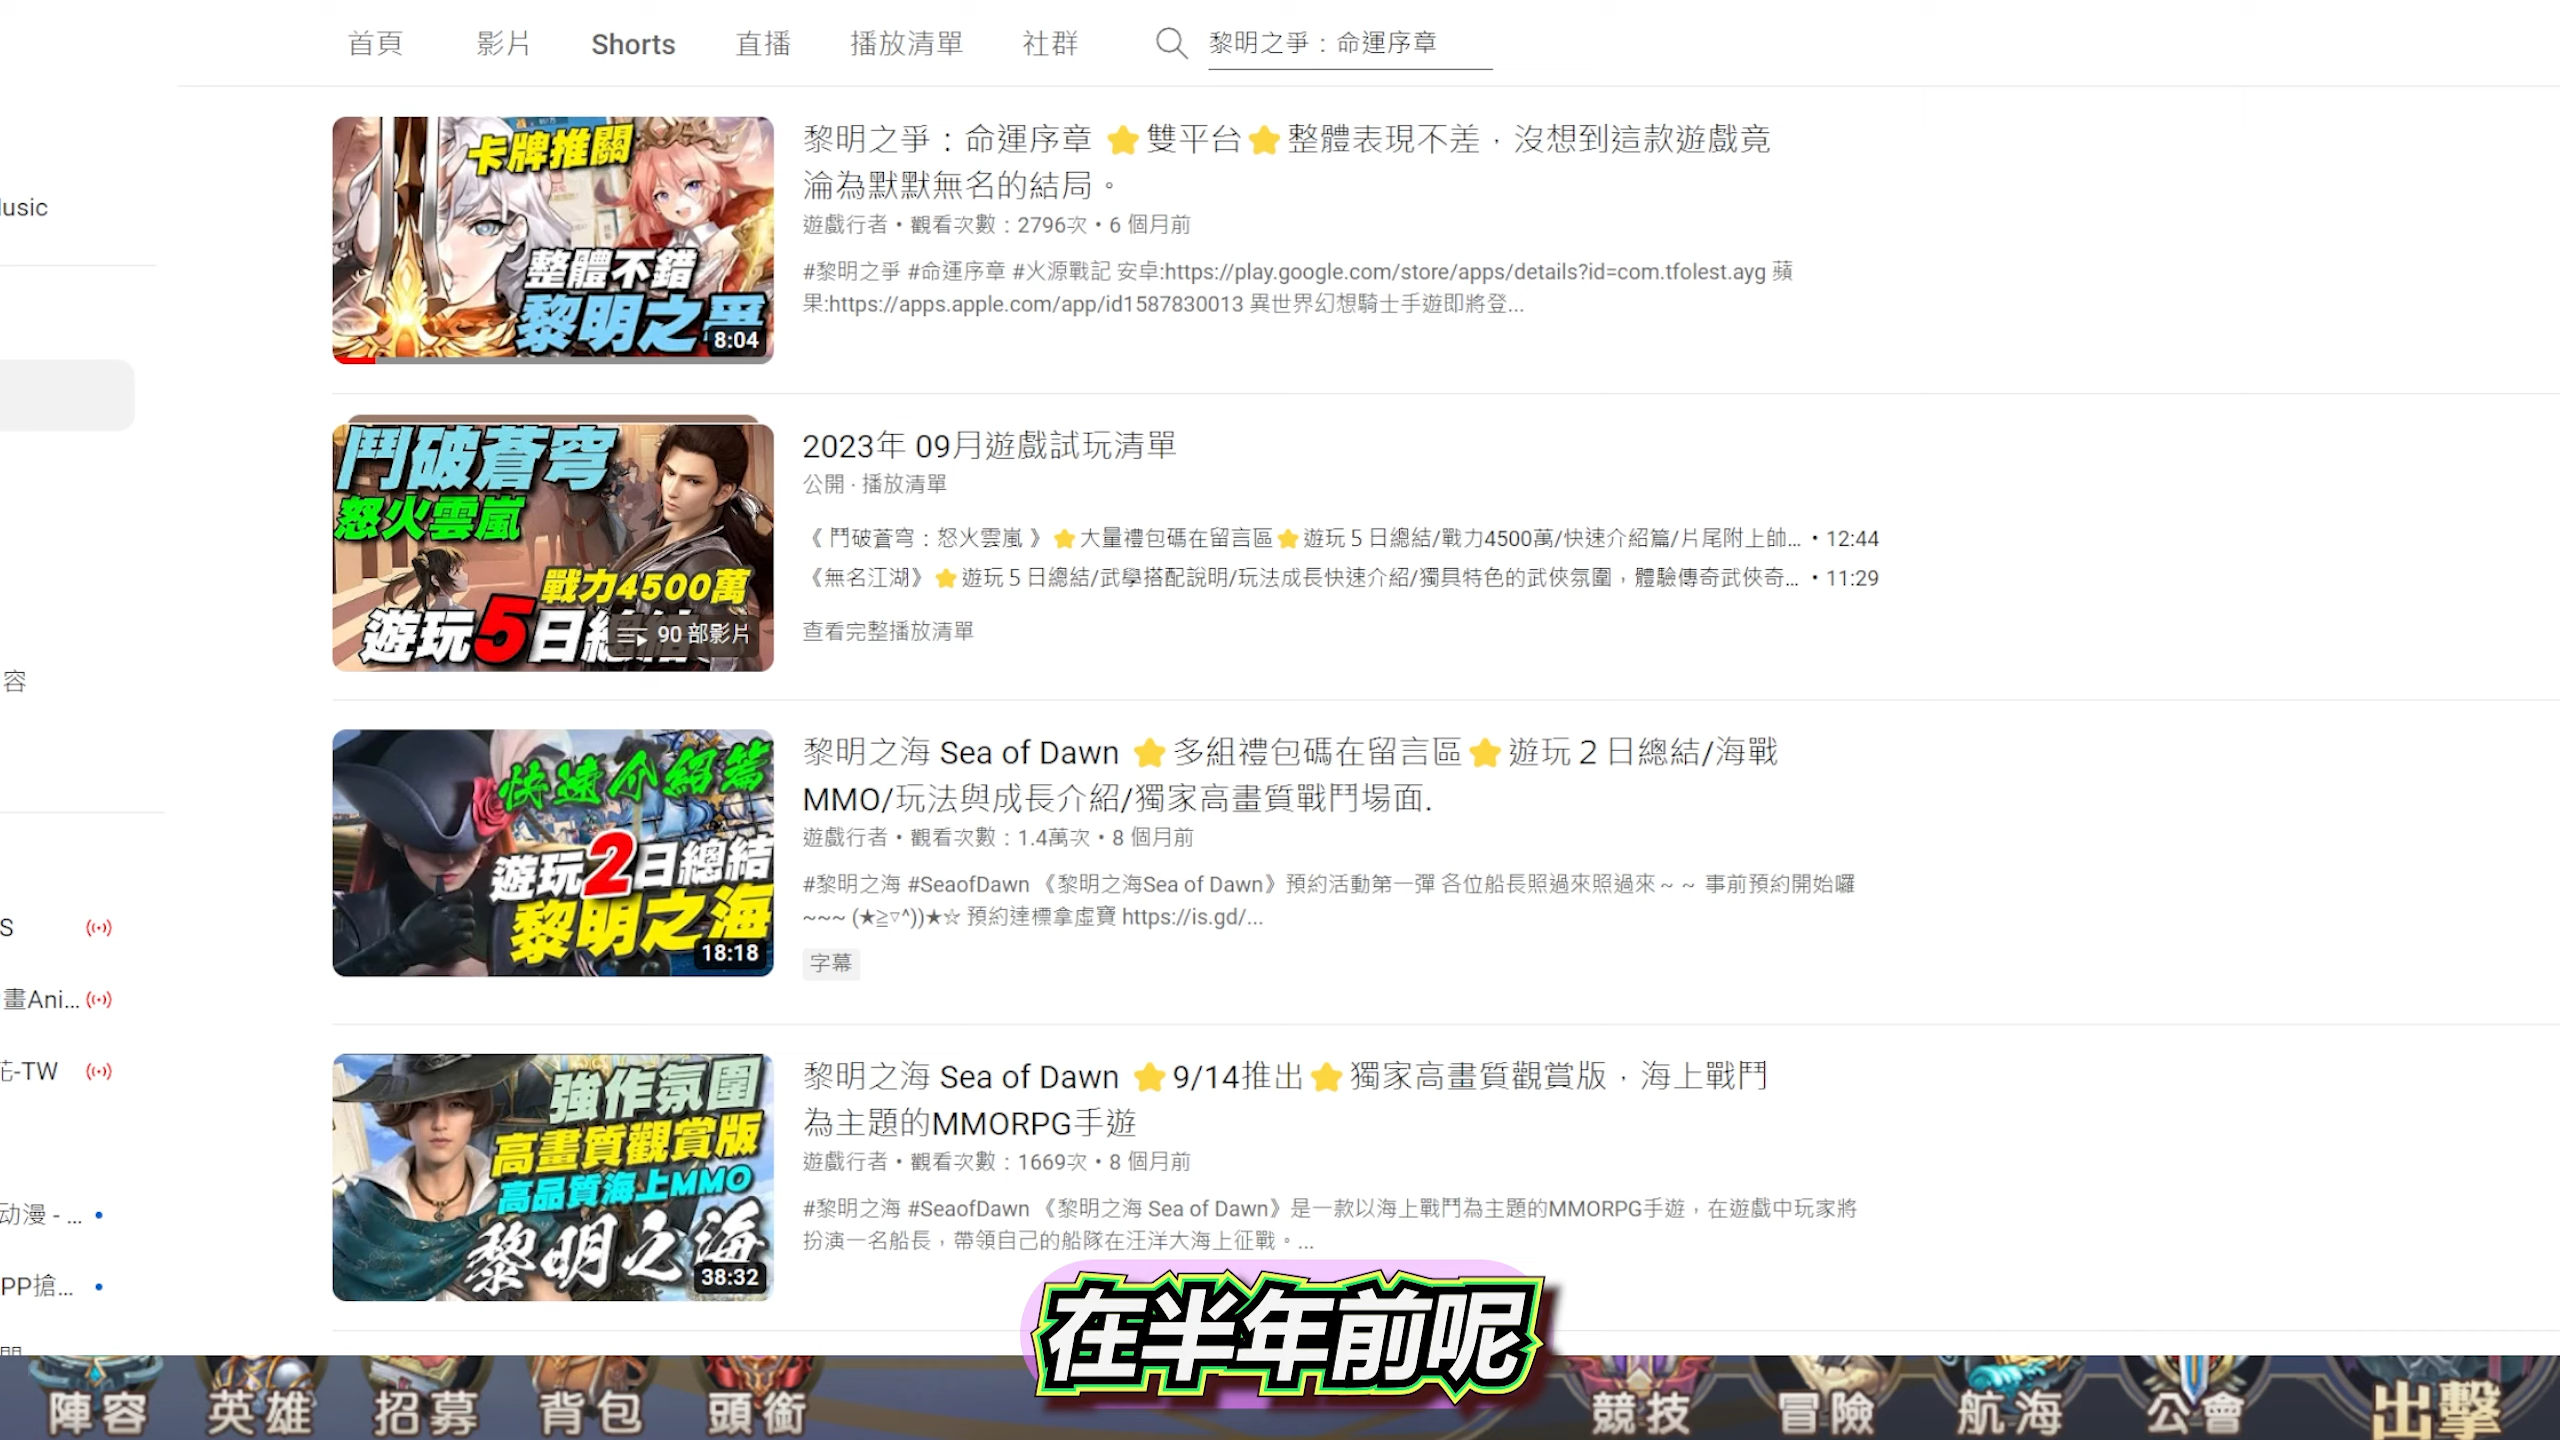 首頁 影片 Shorts 直播 播放清單 社群 黎明之爭：命運序章
usic
容
S
畫Ani...
花-TW
动漫 - ...
PP搶...
卡牌推關
整體不錯
黎明之爭
8:04
黎明之爭：命運序章 ⭐雙平台⭐整體表現不差，沒想到這款遊戲竟
淪為默默無名的結局。
遊戲行者・觀看次數：2796次・6 個月前
#黎明之爭 #命運序章 #火源戰記 安卓:https://play.google.com/store/apps/details?id=com.tfolest.ayg 蘋
果:https://apps.apple.com/app/id1587830013 異世界幻想騎士手遊即將登...
鬥破蒼穹
怒火雲嵐
戰力4500萬
遊玩5日總結
90 部影片
2023年 09月遊戲試玩清單
公開 · 播放清單
《 鬥破蒼穹：怒火雲嵐 》⭐大量禮包碼在留言區⭐遊玩５日總結/戰力4500萬/快速介紹篇/片尾附上帥... • 12:44
《無名江湖》⭐遊玩５日總結/武學搭配說明/玩法成長快速介紹/獨具特色的武俠氛圍，體驗傳奇武俠奇... • 11:29
查看完整播放清單
快速介紹篇
遊玩2日總結
黎明之海
18:18
黎明之海 Sea of Dawn ⭐多組禮包碼在留言區⭐遊玩２日總結/海戰
MMO/玩法與成長介紹/獨家高畫質戰鬥場面.
遊戲行者・觀看次數：1.4萬次・8 個月前
#黎明之海 #SeaofDawn 《黎明之海Sea of Dawn》預約活動第一彈 各位船長照過來照過來～～ 事前預約開始囉
~~~ (★≧▽^))★☆ 預約達標拿虛寶 https://is.gd/...
字幕
強作氛圍
高畫質觀賞版
高品質海上MMO
黎明之海
38:32
黎明之海 Sea of Dawn ⭐9/14推出⭐獨家高畫質觀賞版，海上戰鬥
為主題的MMORPG手遊
遊戲行者・觀看次數：1669次・8 個月前
#黎明之海 #SeaofDawn 《黎明之海 Sea of Dawn》是一款以海上戰鬥為主題的MMORPG手遊，在遊戲中玩家將
扮演一名船長，帶領自己的船隊在汪洋大海上征戰。...
在半年前呢
陣容 英雄 招募 背包 頭銜 競技 冒險 航海 公會 出擊